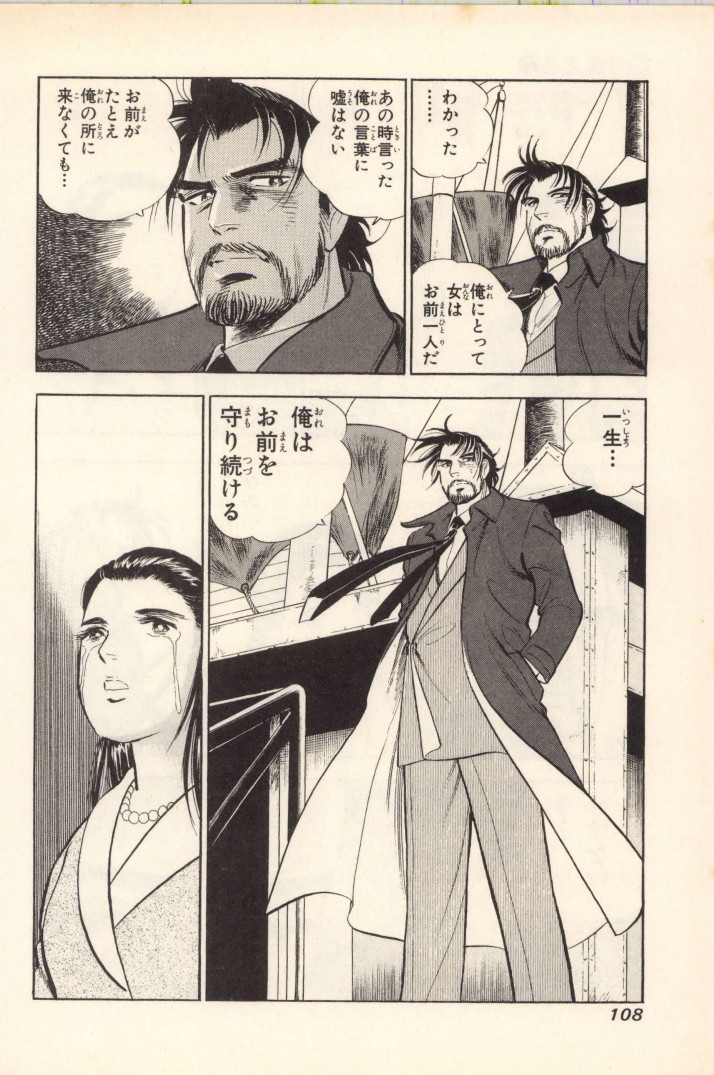 わかった
……
俺にとって
女は
お前一人だ
あの時言った
俺の言葉に
嘘はない
お前が
たとえ
俺の所に
来なくても…
一生…
俺は
お前を
守り続ける
108